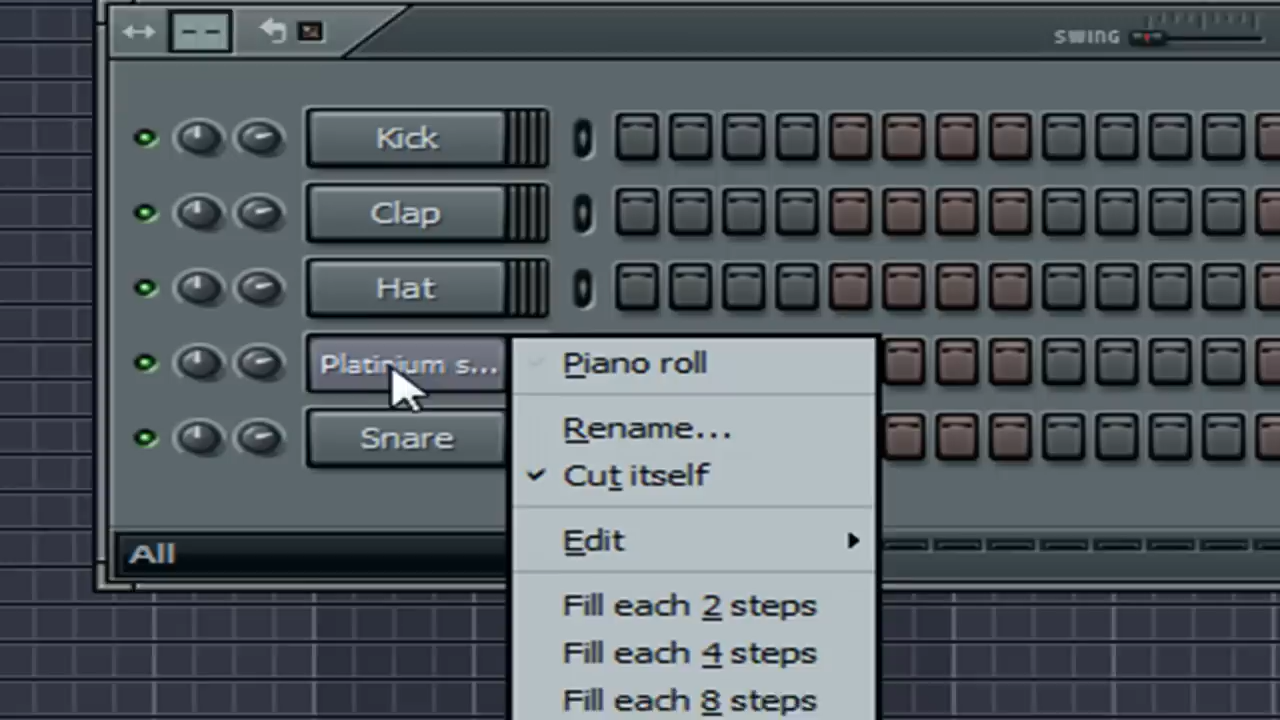 SWING
Kick
Clap
Hat
Platinium s...
Snare
All
Piano roll
Rename...
Cut itself
Edit
Fill each 2 steps
Fill each 4 steps
Fill each 8 steps